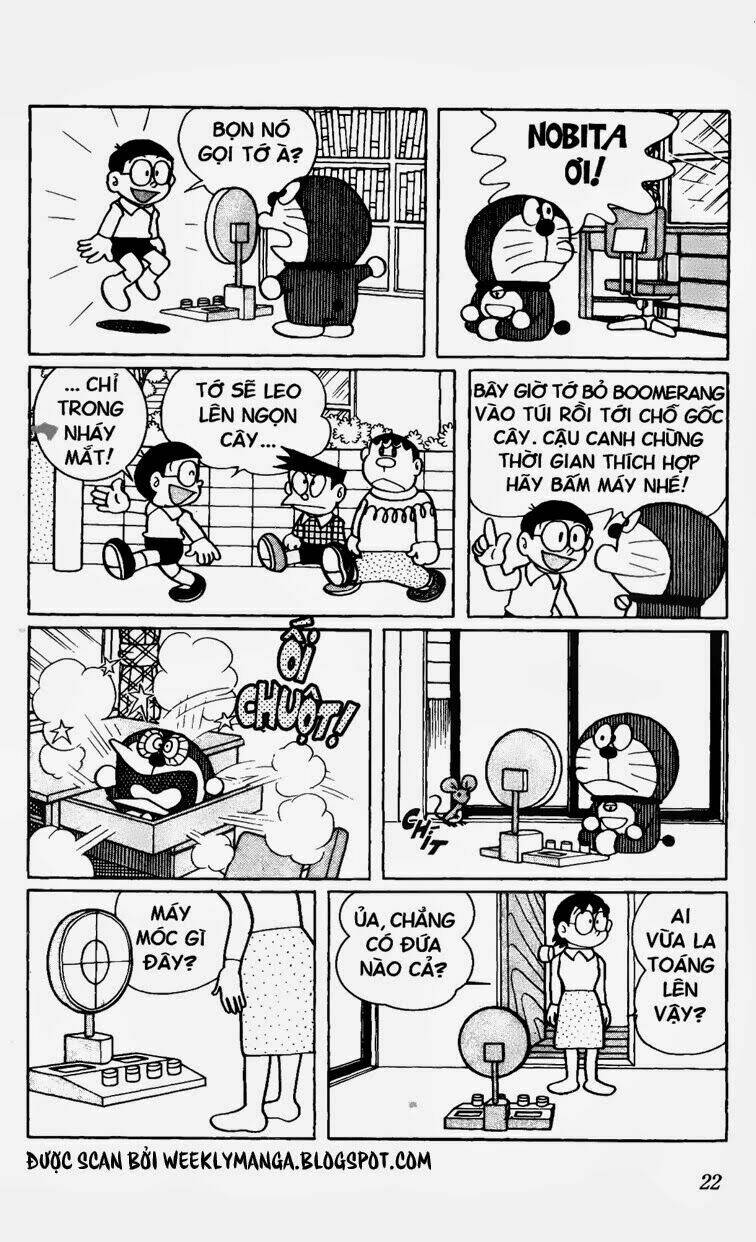 NOBITA
ƠI!
BỌN NÓ
GỌI TỚ À?
BÂY GIỜ TỚ BỎ BOOMERANG
VÀO TÚI RỒI TỚI CHỔ GỐC
CÂY. CẬU CANH CHỪNG
THỜI GIAN THÍCH HỢP
HÃY BẤM MÁY NHÉ!
TỚ SẼ LEO
LÊN NGỌN
CÂY...
... CHỈ
TRONG
NHÁY
MẮT!
CHÍT
ỐI
CHUỘT!
AI
VỪA LA
TOÁNG
LÊN
VẬY?
ỦA, CHẲNG
CÓ ĐỨA
NÀO CẢ?
MÁY
MÓC GÌ
ĐÂY?
ĐƯỢC SCAN BỞI WEEKLYMANGA.BLOGSPOT.COM
22